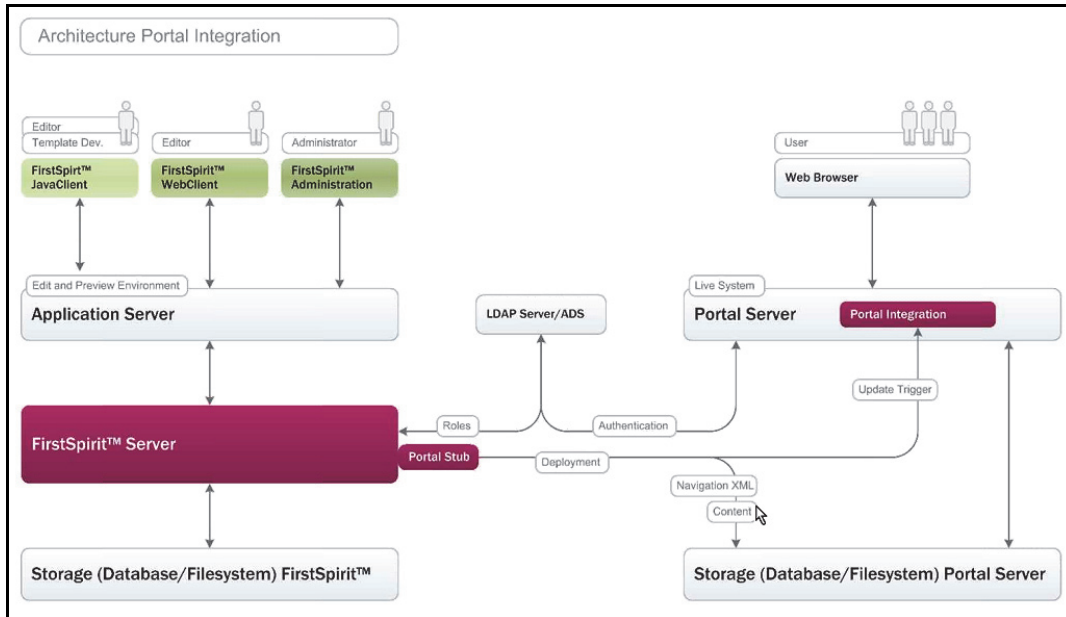 Architecture Portal Integration
Editor
Template Dev.
FirstSpirt™
JavaClient
Editor
FirstSpirit™
WebClient
Administrator
FirstSpirit™
Administration
User
Web Browser
Edit and Preview Environment
Application Server
LDAP Server/ADS
Live System
Portal Server
Portal Integration
Update Trigger
FirstSpirit™ Server
Roles
Authentication
Portal Stub
Deployment
Navigation XML
Content
Storage (Database/Filesystem) FirstSpirit™
Storage (Database/Filesystem) Portal Server